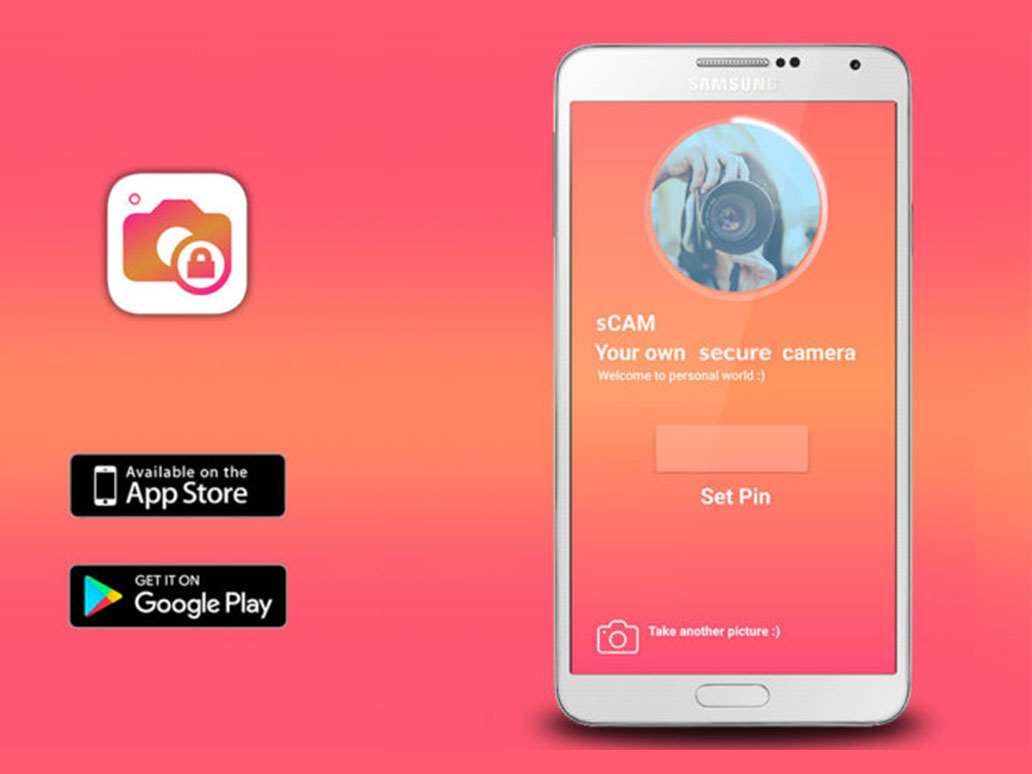 Available on the
App Store
GET IT ON
Google Play
SAMSUNG
sCAM
Your own secure camera
Welcome to personal world :)
Set Pin
Take another picture :)